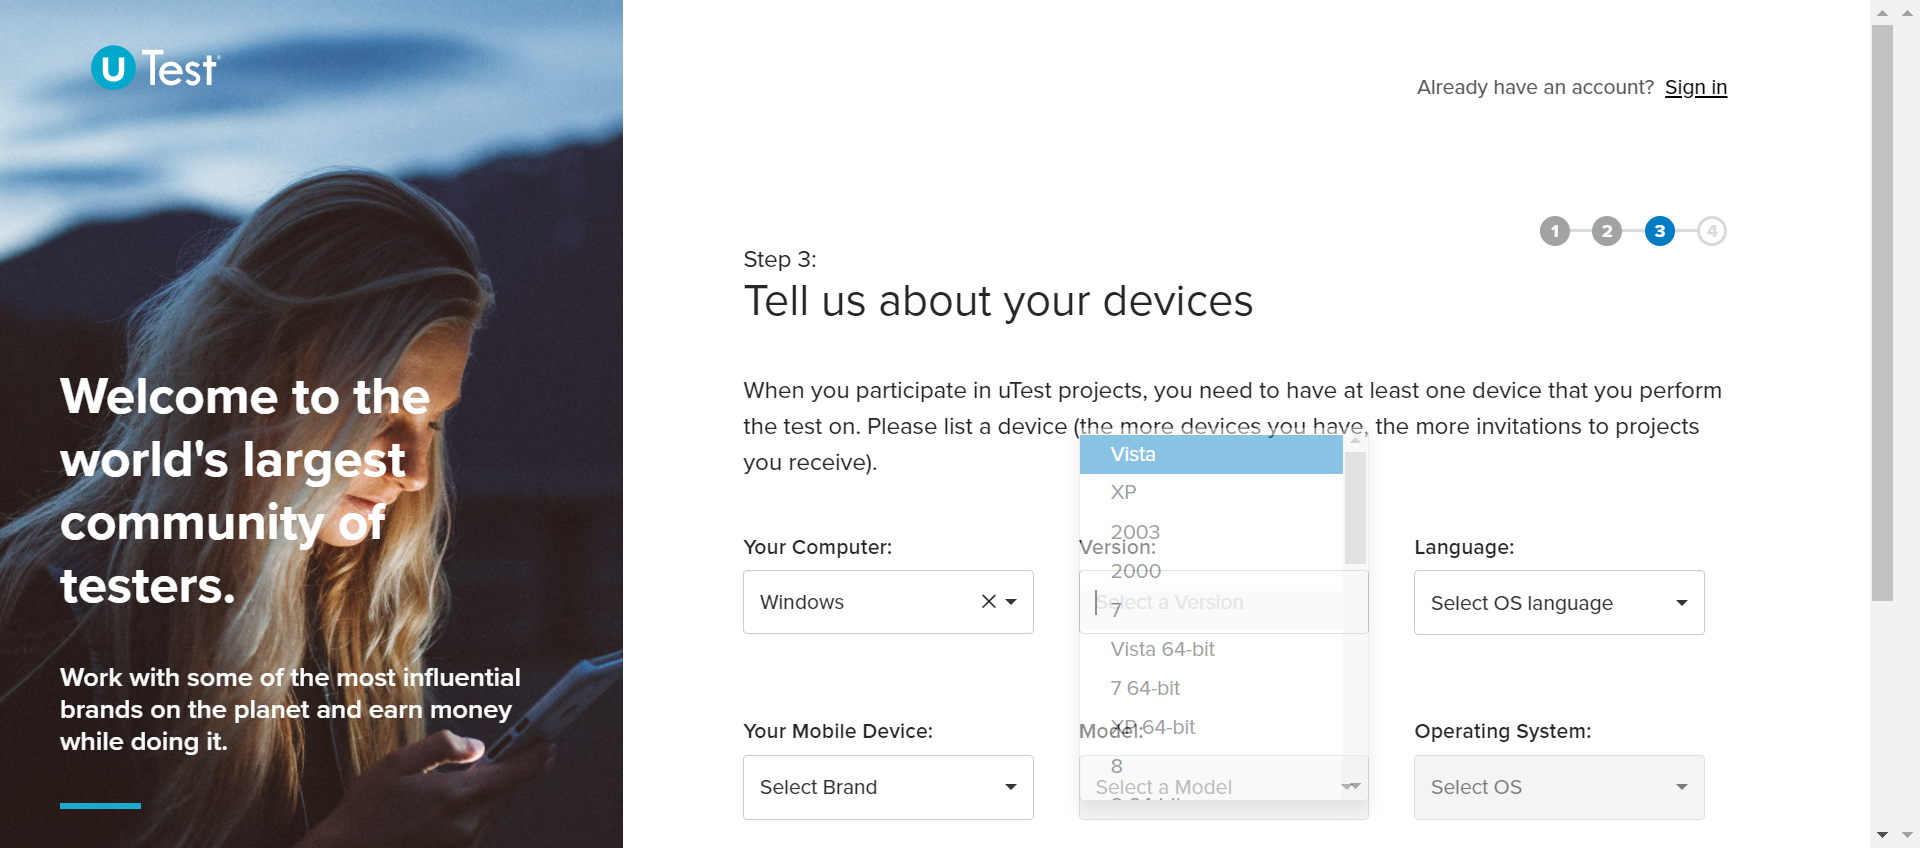 uTest
Already have an account? Sign in
1 2 3 4
Step 3:
Tell us about your devices
Welcome to the
world's largest
community of
testers.
Work with some of the most influential
brands on the planet and earn money
while doing it.
When you participate in uTest projects, you need to have at least one device that you perform
the test on. Please list a device (the more devices you have, the more invitations to projects
you receive).
Your Computer:
Windows
Version:
Select a Version
Vista
XP
2003
2000
7
Vista 64-bit
7 64-bit
XP 64-bit
8
Language:
Select OS language
Your Mobile Device:
Select Brand
Model:
Select a Model
Operating System:
Select OS